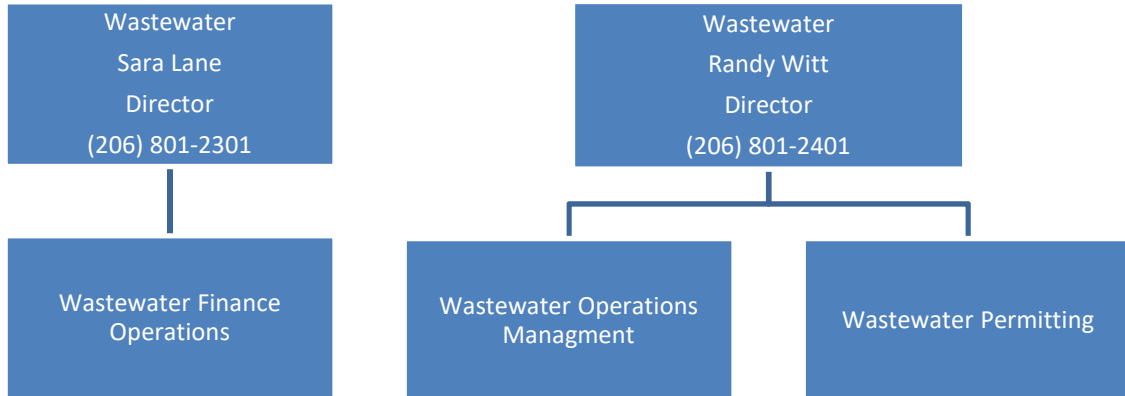 Wastewater
Sara Lane
Director
(206) 801-2301
Wastewater
Randy Witt
Director
(206) 801-2401
Wastewater Finance
Operations
Wastewater Operations
Managment
Wastewater Permitting